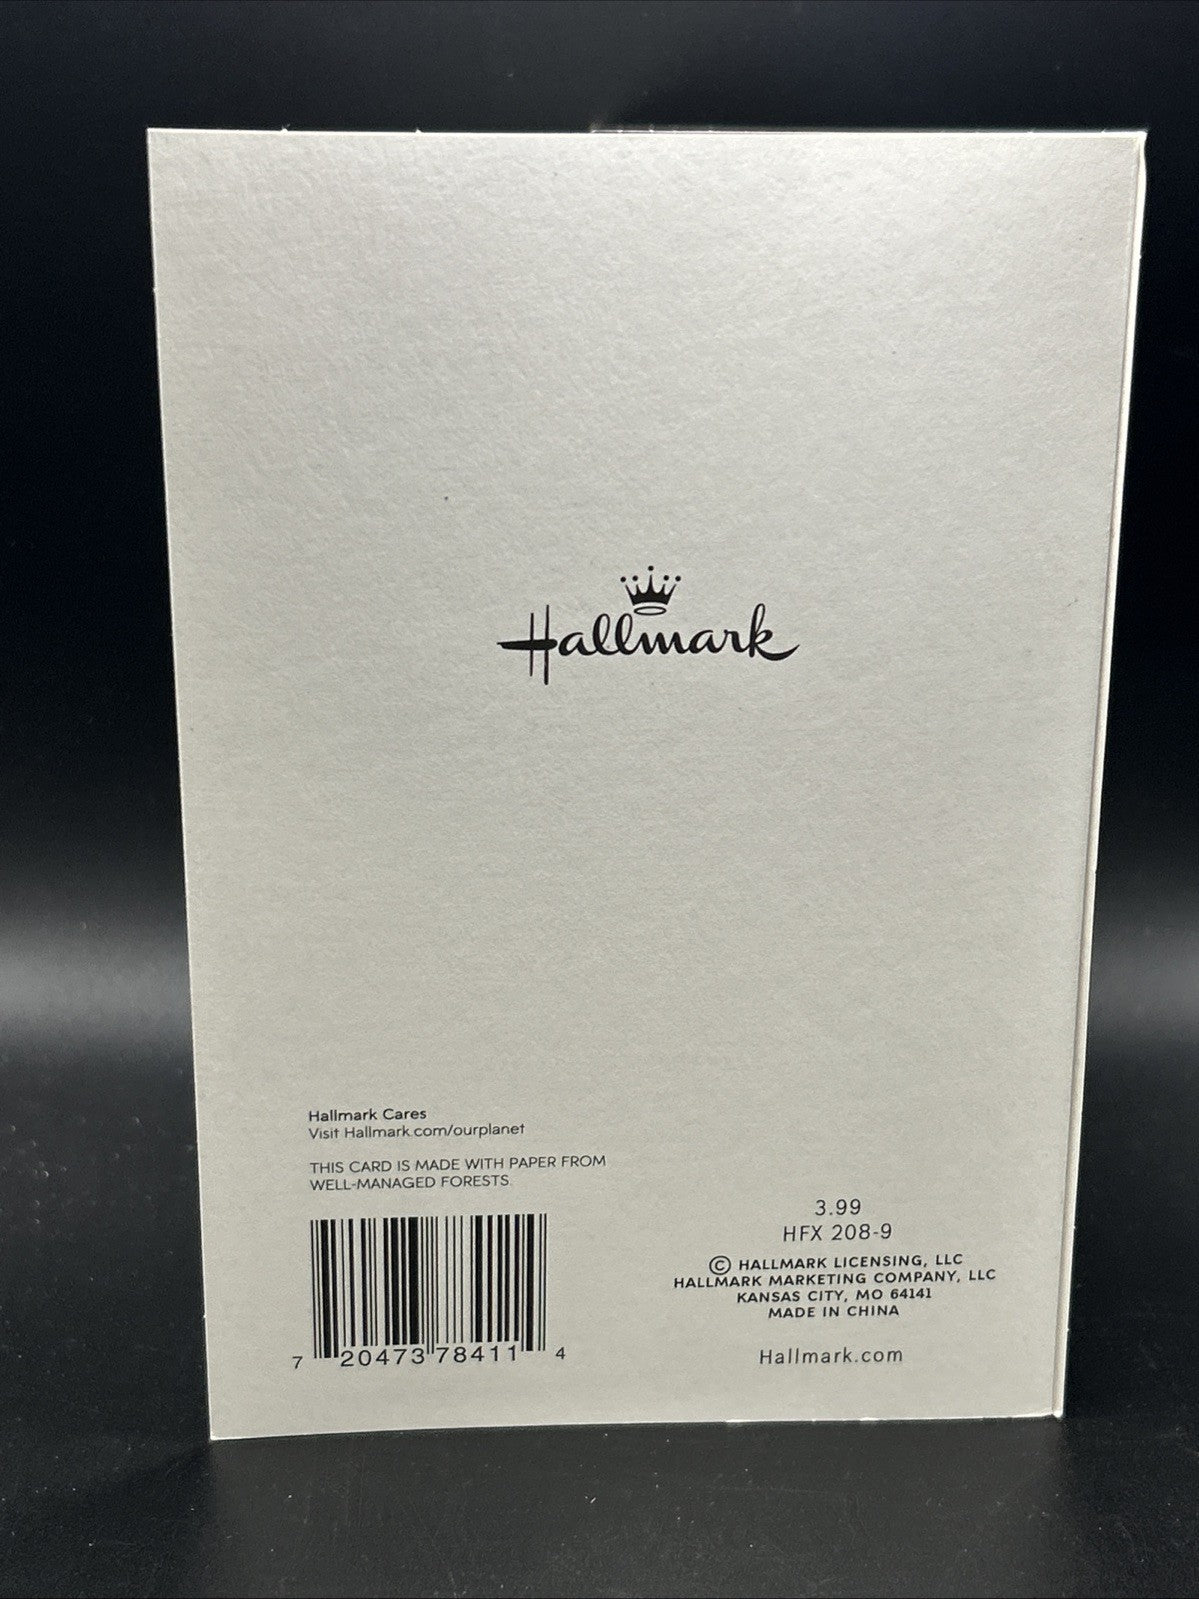 Hallmark
Hallmark Cares
Visit Hallmark.com/ourplanet
THIS CARD IS MADE WITH PAPER FROM
WELL-MANAGED FORESTS.
7 20473 78411 4
3.99
HFX 208-9
© HALLMARK LICENSING, LLC
HALLMARK MARKETING COMPANY, LLC
KANSAS CITY, MO 64141
MADE IN CHINA
Hallmark.com